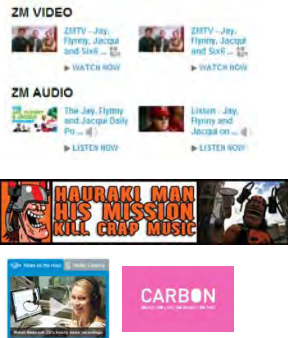 ZM VIDEO
ZMTV - Jay,
Flynny, Jacqui
and Six6 ...
WATCH NOW
ZMTV - Jay,
Flynny, Jacqui
and Six6 ...
WATCH NOW
ZM AUDIO
The Jay, Flynny
and Jacqui Daily
Po ...
LISTEN NOW
Listen - Jay,
Flynny and
Jacqui on ...
LISTEN NOW
HAURAKI MAN
HIS MISSION
KILL CRAP MUSIC
CARBON